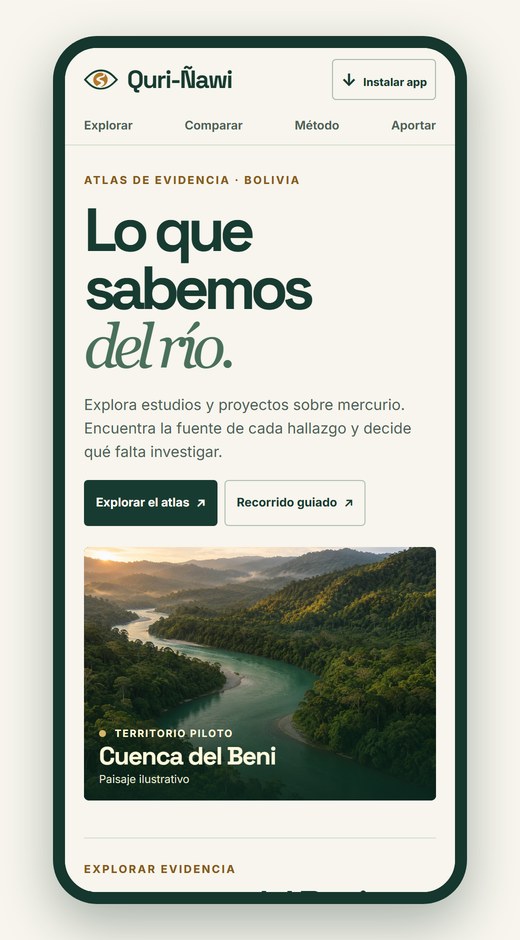 Quri-Ñawi
Instalar app
Explorar Comparar Método Aportar
ATLAS DE EVIDENCIA · BOLIVIA
Lo que
sabemos
del río.
Explora estudios y proyectos sobre mercurio.
Encuentra la fuente de cada hallazgo y decide
qué falta investigar.
Explorar el atlas ↗ Recorrido guiado ↗
TERRITORIO PILOTO
Cuenca del Beni
Paisaje ilustrativo
EXPLORAR EVIDENCIA